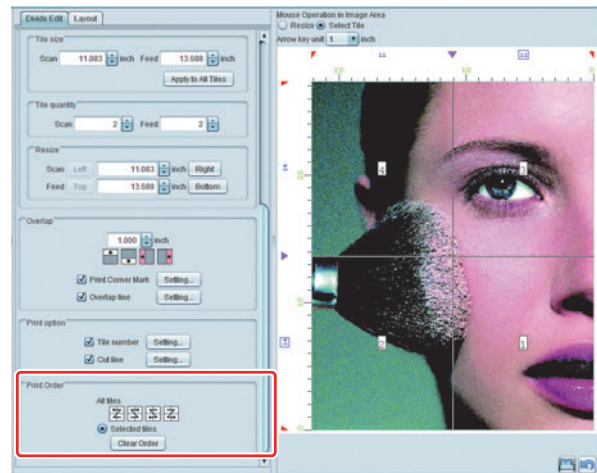 Divide Edit Layout
Tile size
Scan 11.083 inch Feed 13.688 inch
Apply to All Tiles
Tile quantity
Scan 2 Feed 2
Resize
Scan Left 11.083 inch Right
Feed Top 13.688 inch Bottom
Overlap
1.000 inch
Print Corner Mark Setting...
Overlap line Setting...
Print option
Tile number Setting...
Cut line Setting...
Print Order
All tiles
Selected tiles
Clear Order
Mouse Operation in Image Area
Resize Select Tile
Arrow key unit 1 inch
11 11
20 10
4 3
2 1